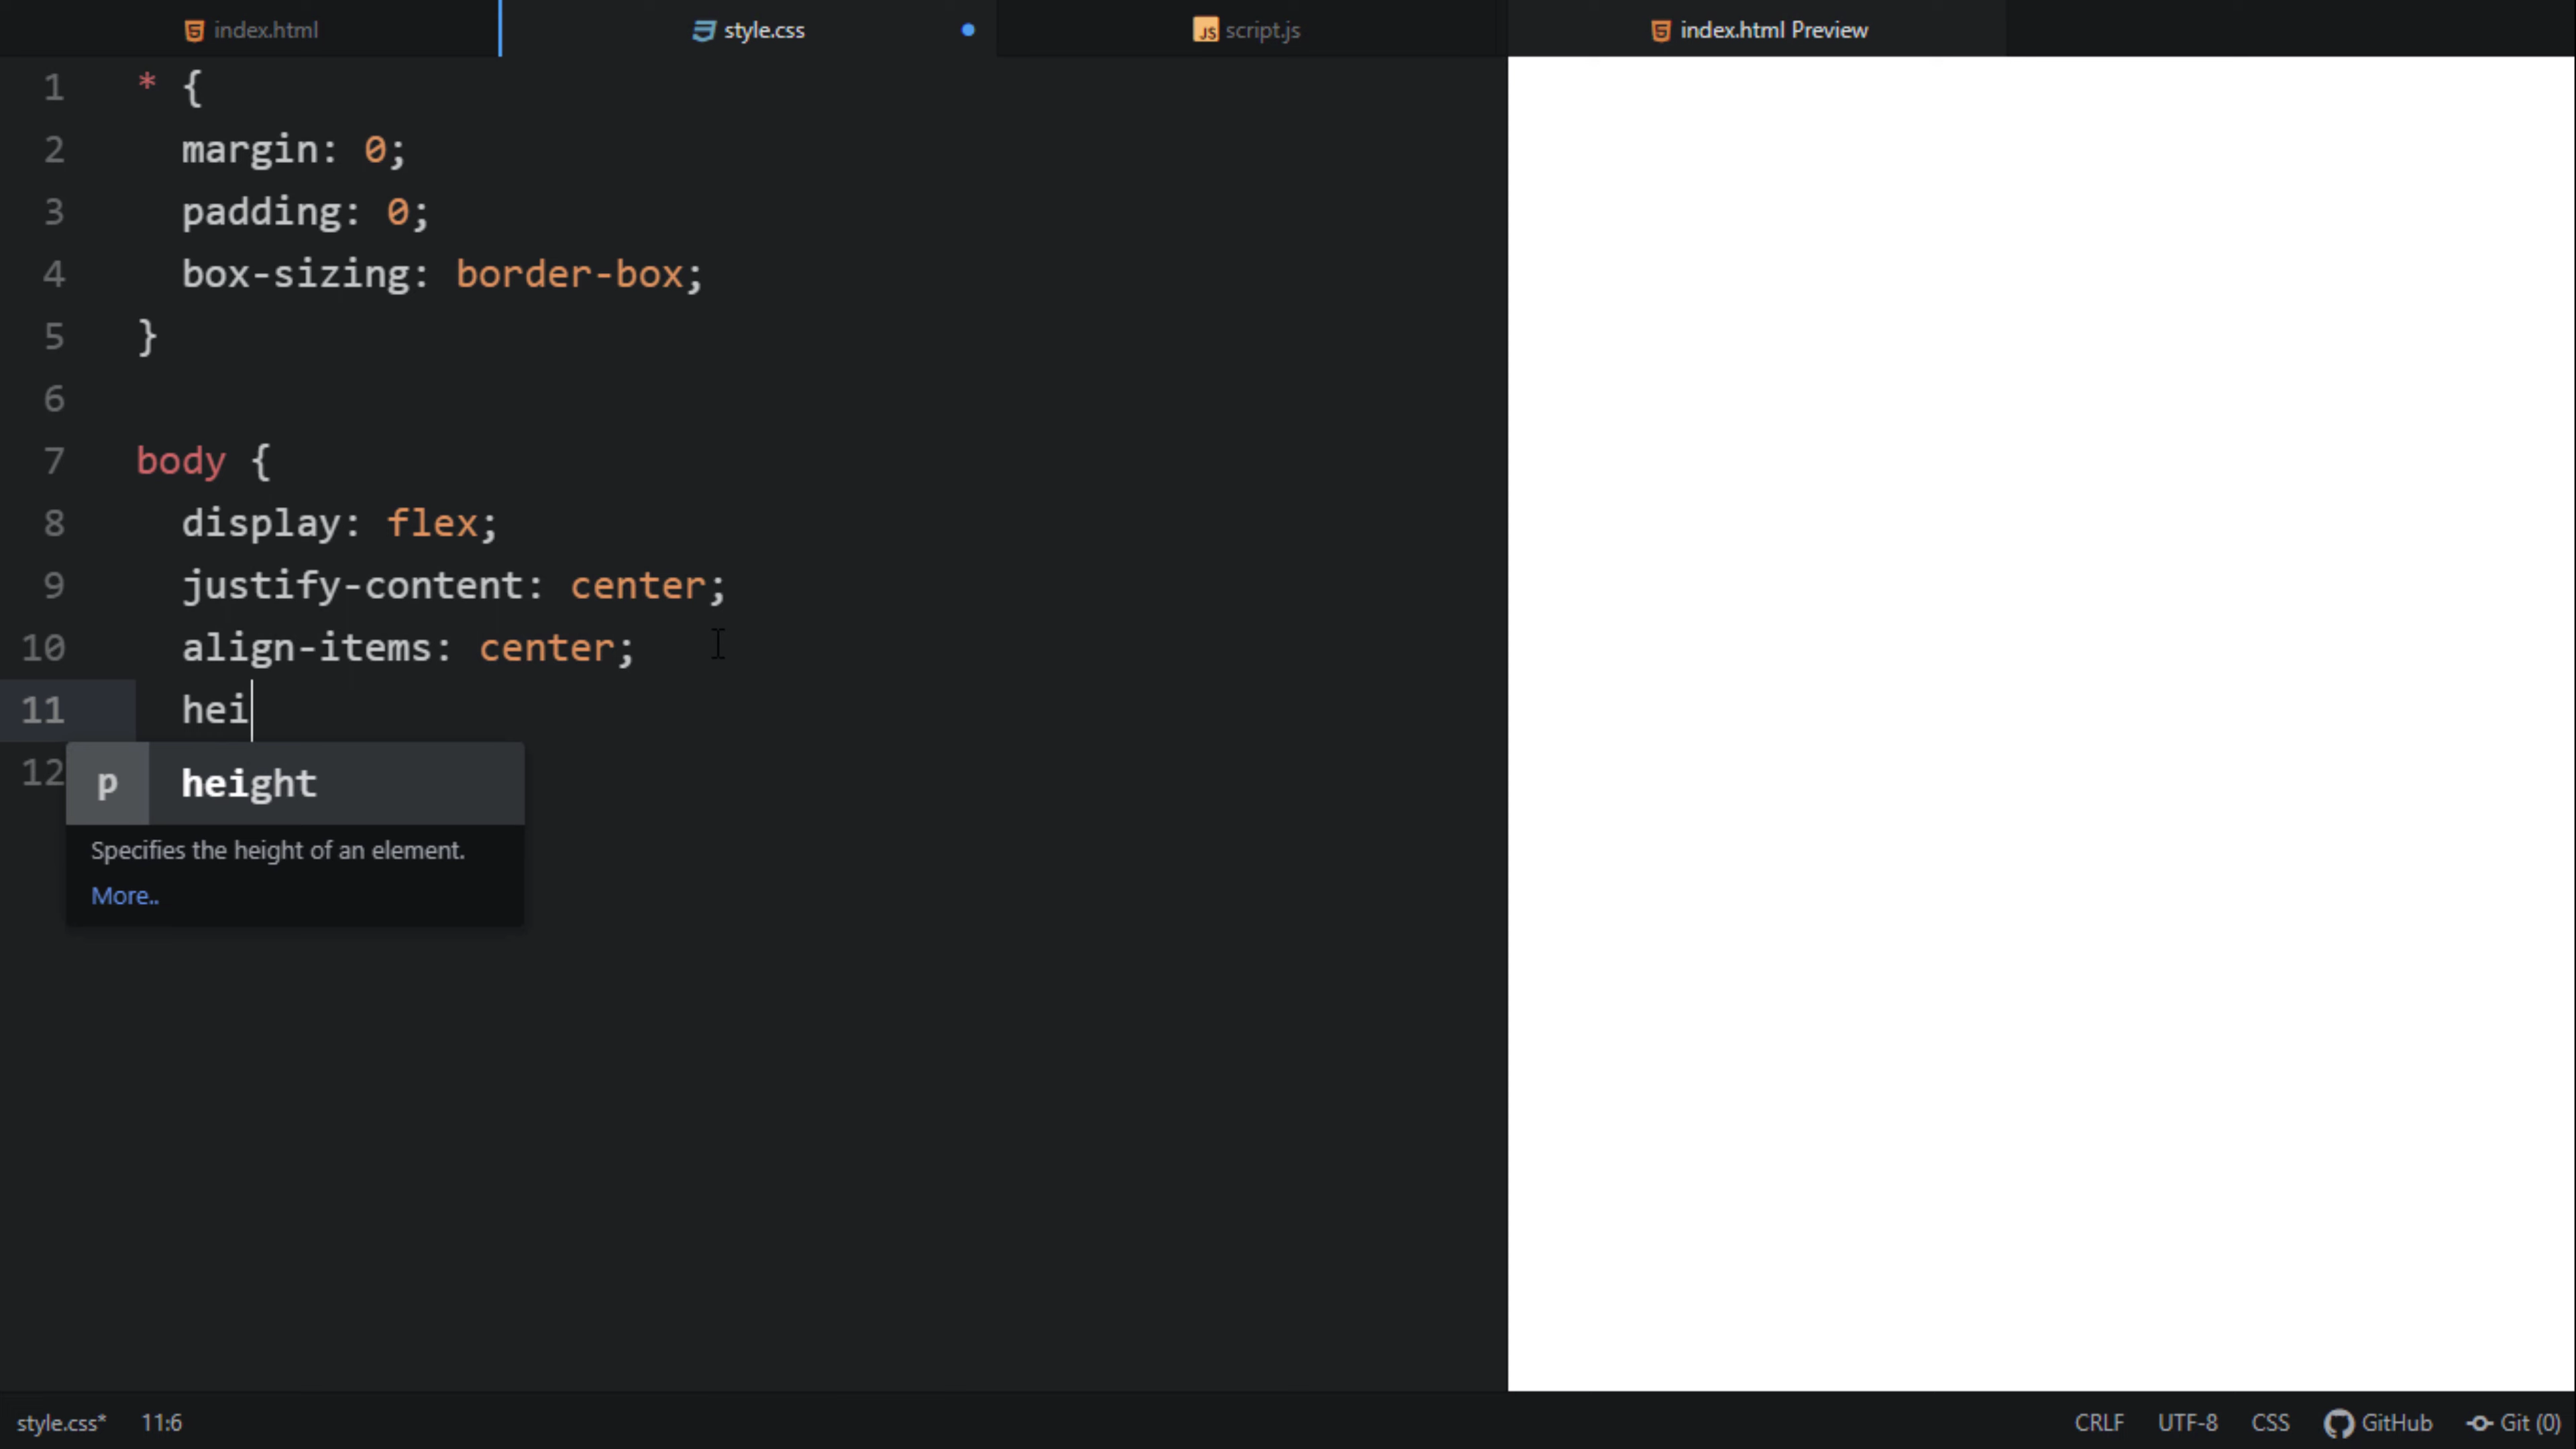 index.html
style.css
JS script.js
index.html Preview
1 * {
2 margin: 0;
3 padding: 0;
4 box-sizing: border-box;
5 }
6
7 body {
8 display: flex;
9 justify-content: center;
10 align-items: center;
11 hei
12
p height
Specifies the height of an element.
More..
style.css* 11:6
CRLF UTF-8 CSS GitHub Git (0)